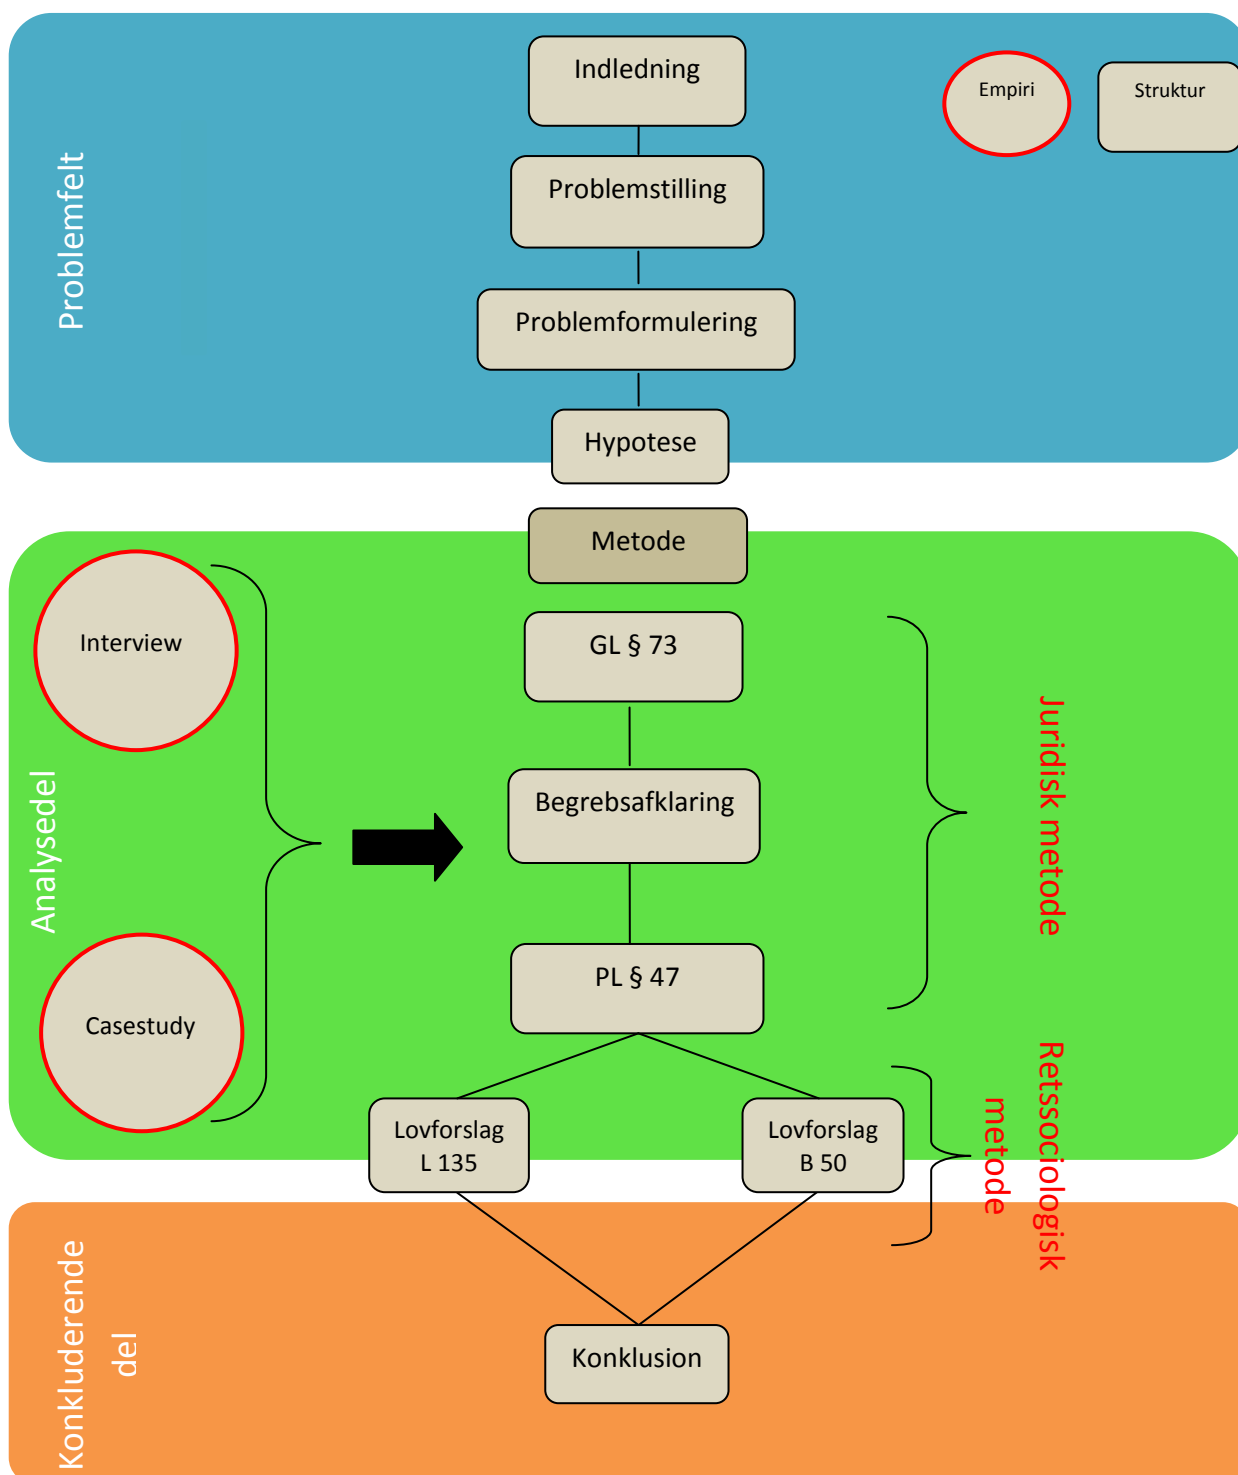 Indledning
Empiri
Struktur
Problemstilling
Problemfelt
Problemformulering
Hypotese
Metode
Interview
GL § 73
Juridisk metode
Begrebsafklaring
Analysedel
PL § 47
Casestudy
Retssociologisk
metode
Lovforslag
L 135
Lovforslag
B 50
Konkluderende
del
Konklusion